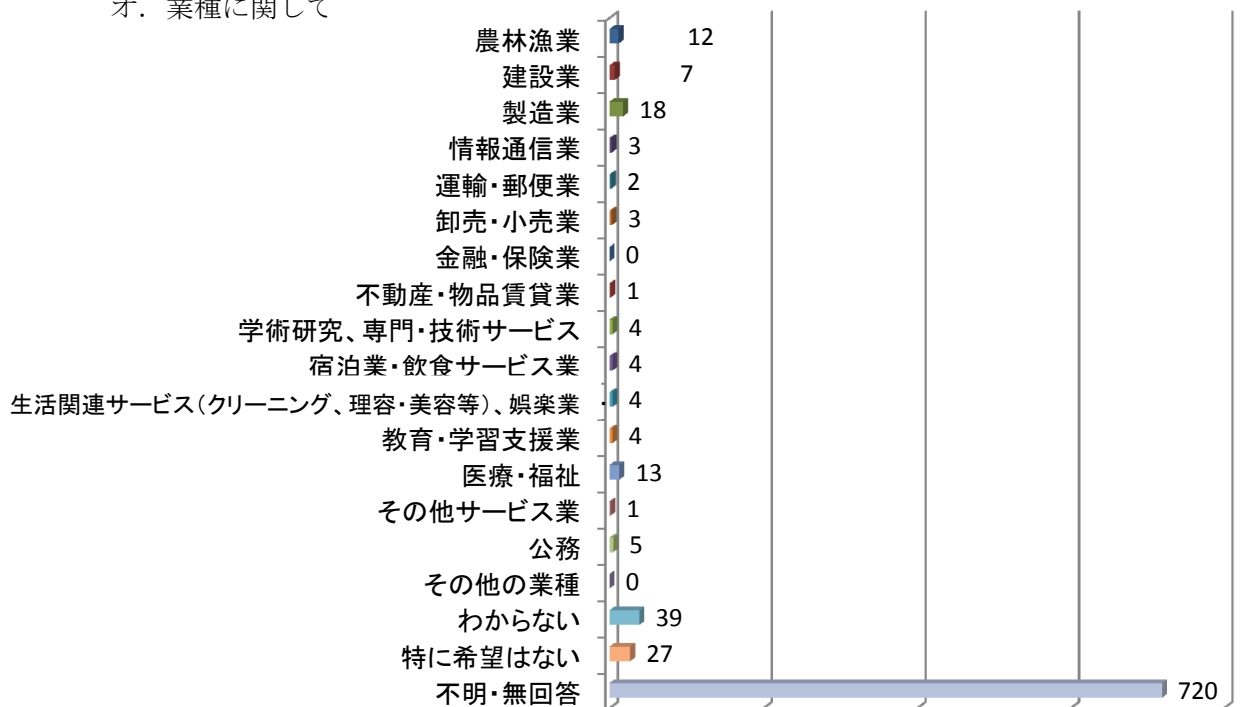 オ．業種に関して
農林漁業 12
建設業 7
製造業 18
情報通信業 3
運輸・郵便業 2
卸売・小売業 3
金融・保険業 0
不動産・物品賃貸業 1
学術研究、専門・技術サービス 4
宿泊業・飲食サービス業 4
生活関連サービス（クリーニング、理容・美容等）、娯楽業 4
教育・学習支援業 4
医療・福祉 13
その他サービス業 1
公務 5
その他の業種 0
わからない 39
特に希望はない 27
不明・無回答 720